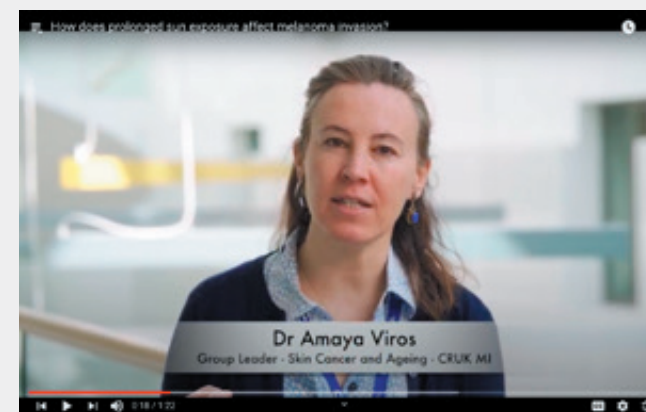 How does prolonged sun exposure affect melanoma invasion?
Dr Amaya Viros
Group Leader - Skin Cancer and Ageing - CRUK MI
0:18 / 1:22